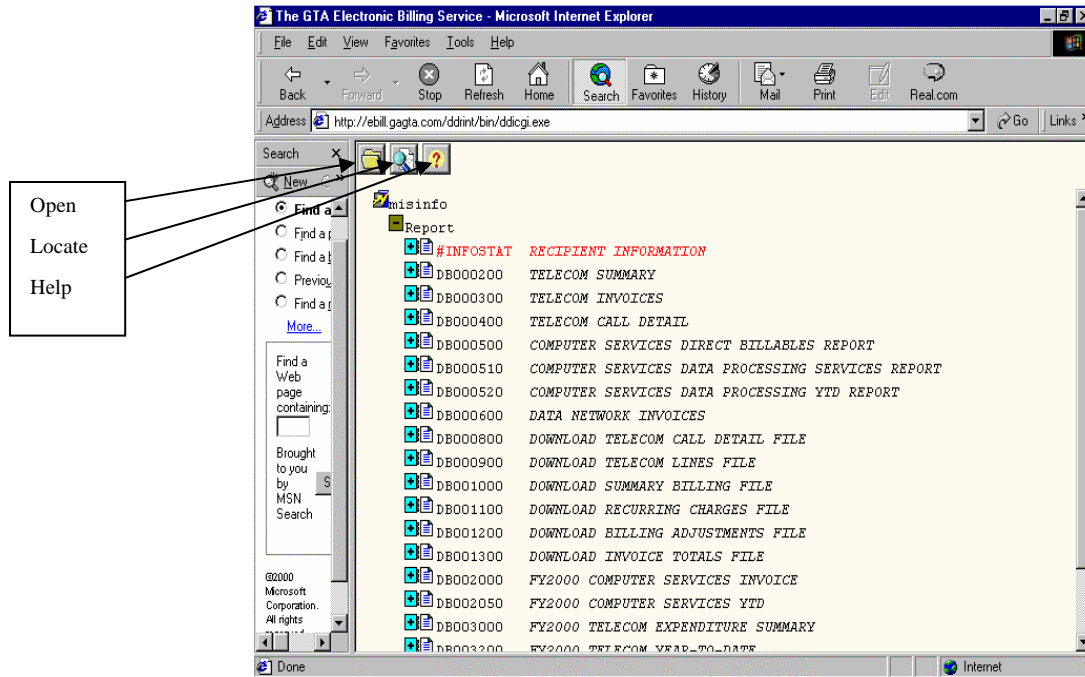 The GTA Electronic Billing Service - Microsoft Internet Explorer
File Edit View Favorites Tools Help
Back Forward Stop Refresh Home Search Favorites History Mail Print Edit Real.com
Address http://ebill.gagta.com/ddrint/bin/ddicgi.exe Go Links
Search
New
Open
Locate
Help
Find a
Find a
Find a
Find a
More...
Find a
Web
page
containing:
Brought
to you
by S
MSN
Search
©2000
Microsoft
Corporation.
All rights
?
misinfo
Report
#INFOSTAT RECIPIENT INFORMATION
DB000200 TELECOM SUMMARY
DB000300 TELECOM INVOICES
DB000400 TELECOM CALL DETAIL
DB000500 COMPUTER SERVICES DIRECT BILLABLES REPORT
DB000510 COMPUTER SERVICES DATA PROCESSING SERVICES REPORT
DB000520 COMPUTER SERVICES DATA PROCESSING YTD REPORT
DB000600 DATA NETWORK INVOICES
DB000800 DOWNLOAD TELECOM CALL DETAIL FILE
DB000900 DOWNLOAD TELECOM LINES FILE
DB001000 DOWNLOAD SUMMARY BILLING FILE
DB001100 DOWNLOAD RECURRING CHARGES FILE
DB001200 DOWNLOAD BILLING ADJUSTMENTS FILE
DB001300 DOWNLOAD INVOICE TOTALS FILE
DB002000 FY2000 COMPUTER SERVICES INVOICE
DB002050 FY2000 COMPUTER SERVICES YTD
DB003000 FY2000 TELECOM EXPENDITURE SUMMARY
DB003200 FY2000 TELECOM YEAR-TO-DATE
Done Internet